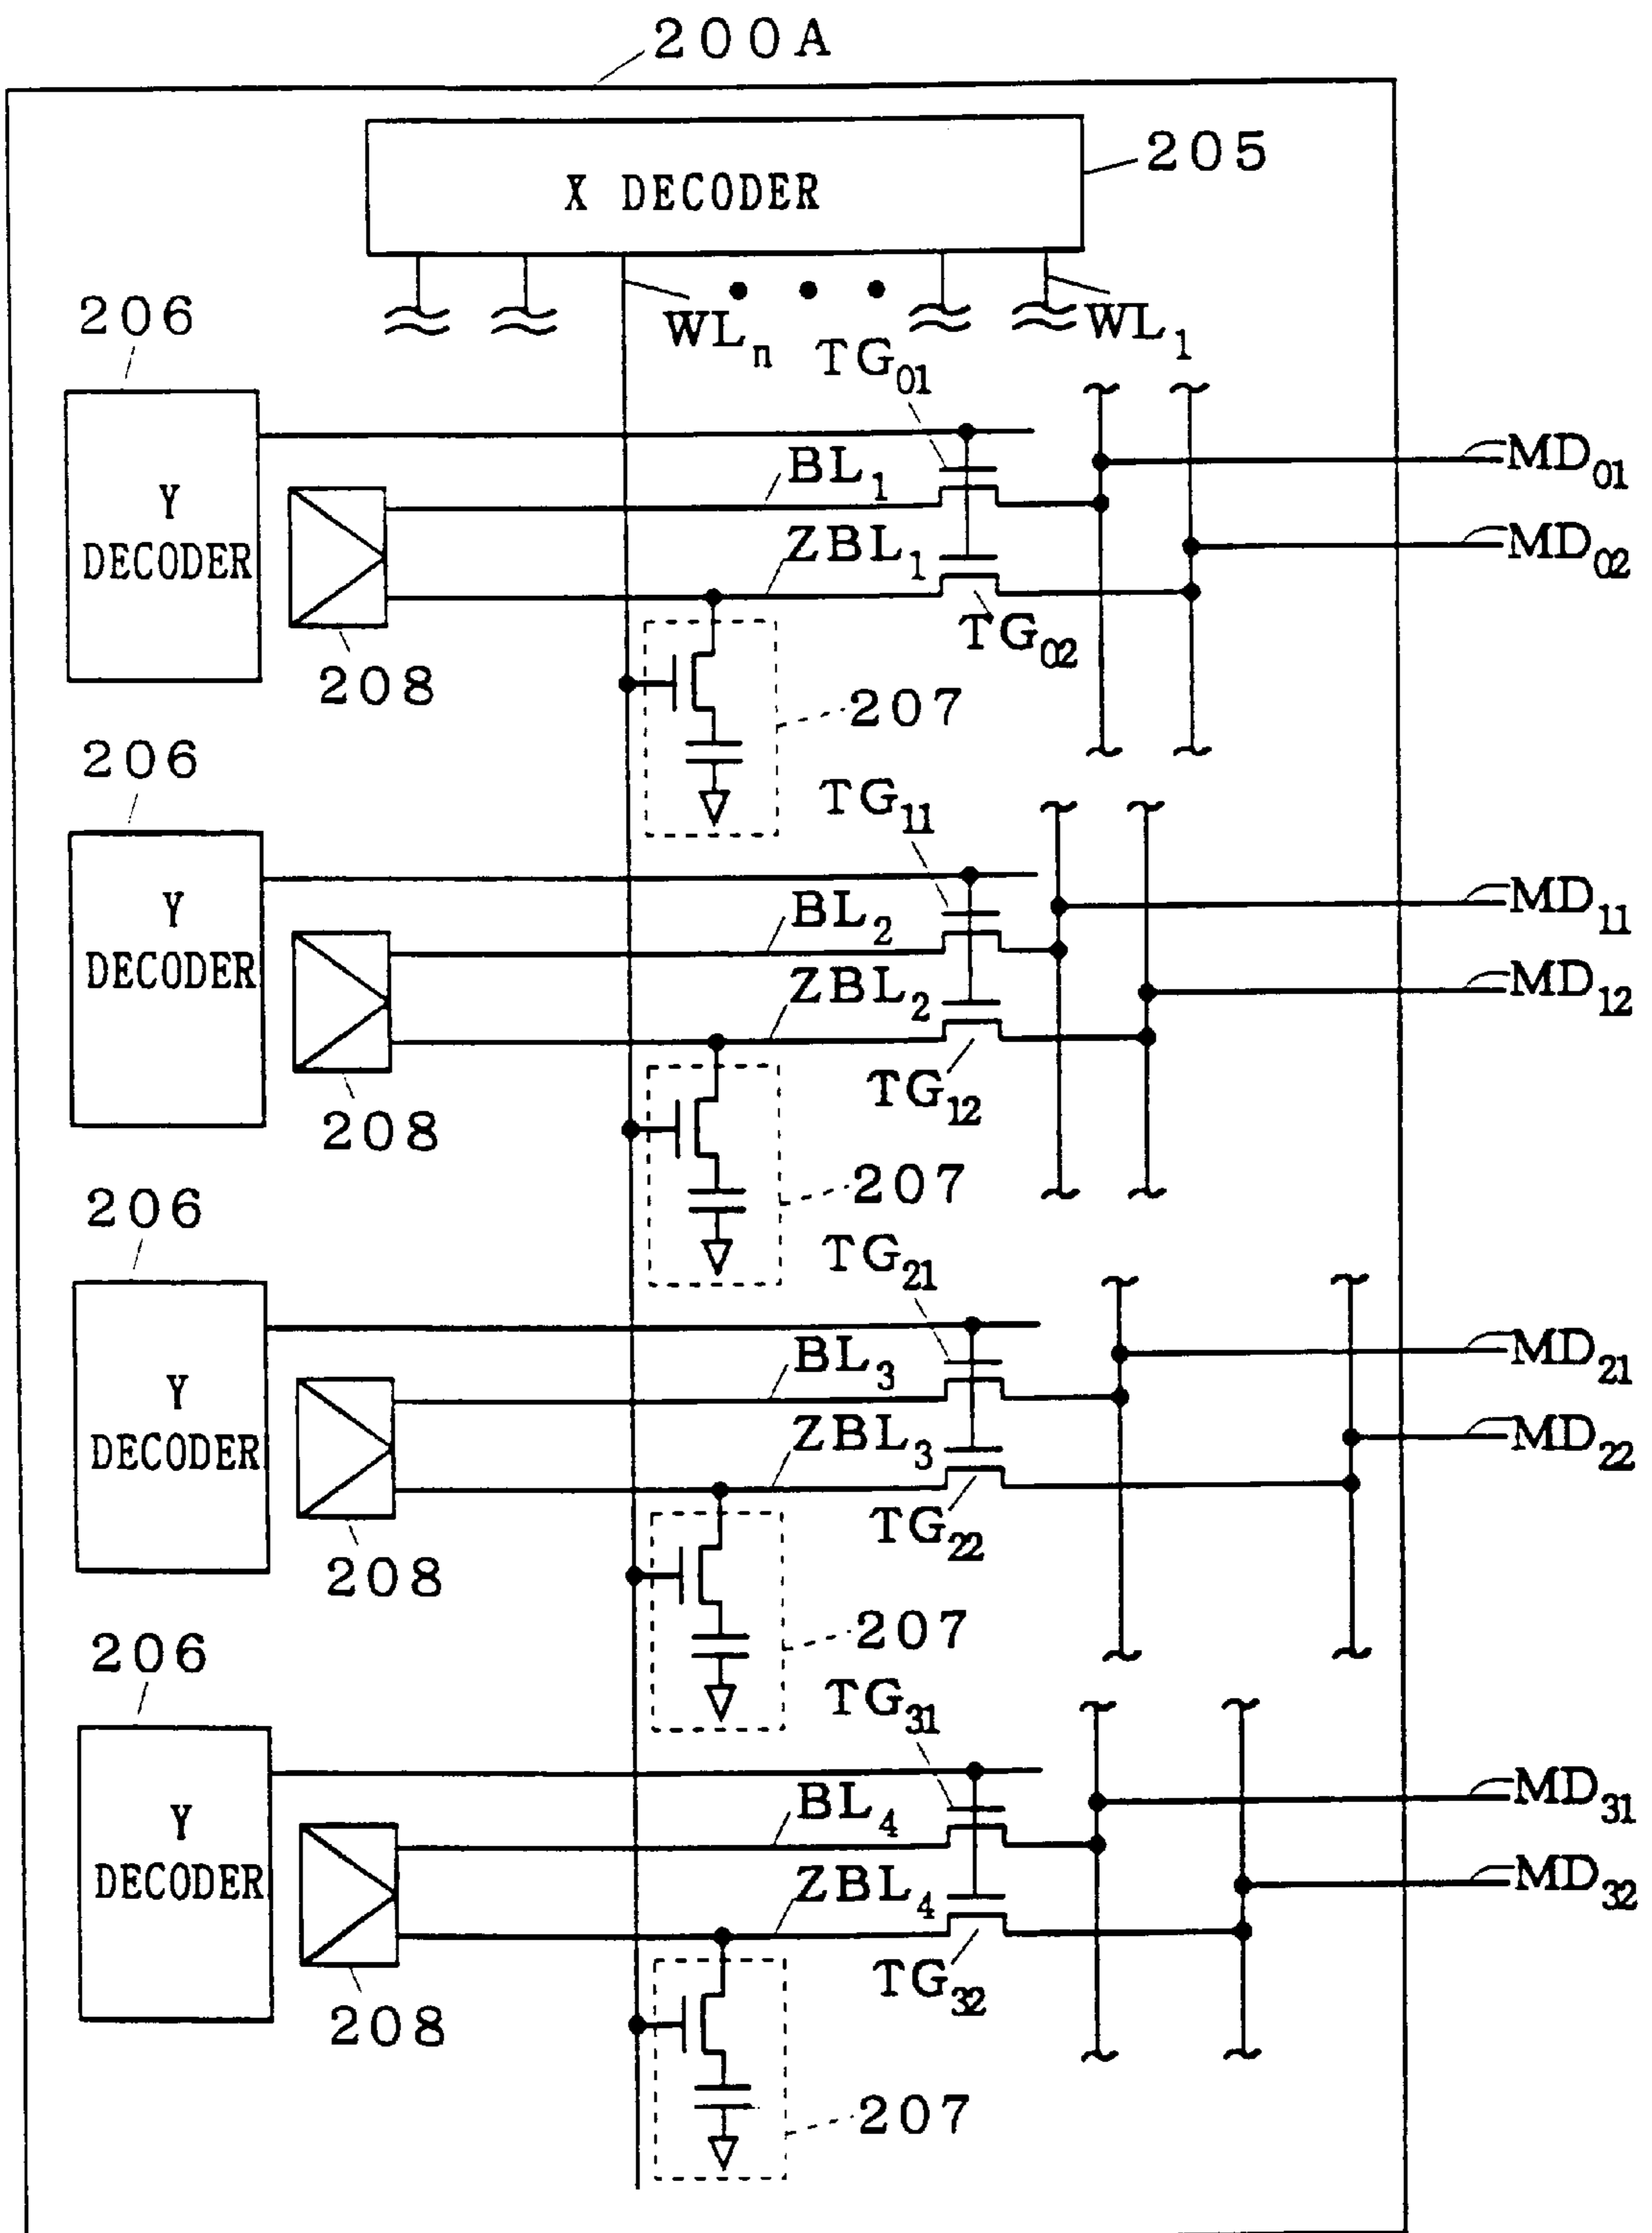 200A
205
X DECODER
206
WLn
WL1
TG01
Y
DECODER
BL1
MD01
ZBL1
MD02
TG02
208
207
206
TG11
Y
DECODER
BL2
MD11
ZBL2
MD12
TG12
208
207
206
TG21
Y
DECODER
BL3
MD21
ZBL3
MD22
TG22
208
207
206
TG31
Y
DECODER
BL4
MD31
ZBL4
MD32
TG32
208
207